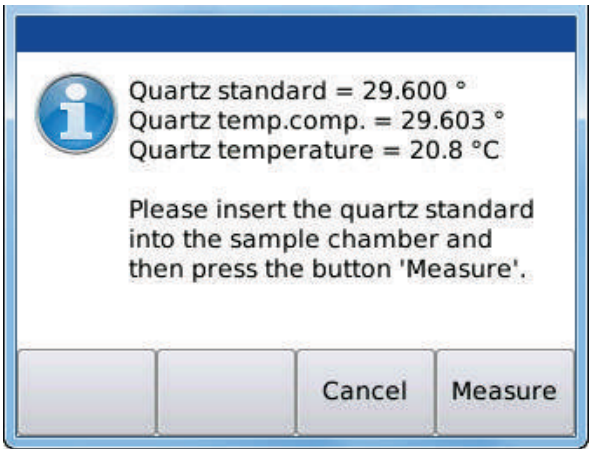 Quartz standard = 29.600 °
Quartz temp.comp. = 29.603 °
Quartz temperature = 20.8 °C
Please insert the quartz standard
into the sample chamber and
then press the button 'Measure'.
Cancel
Measure